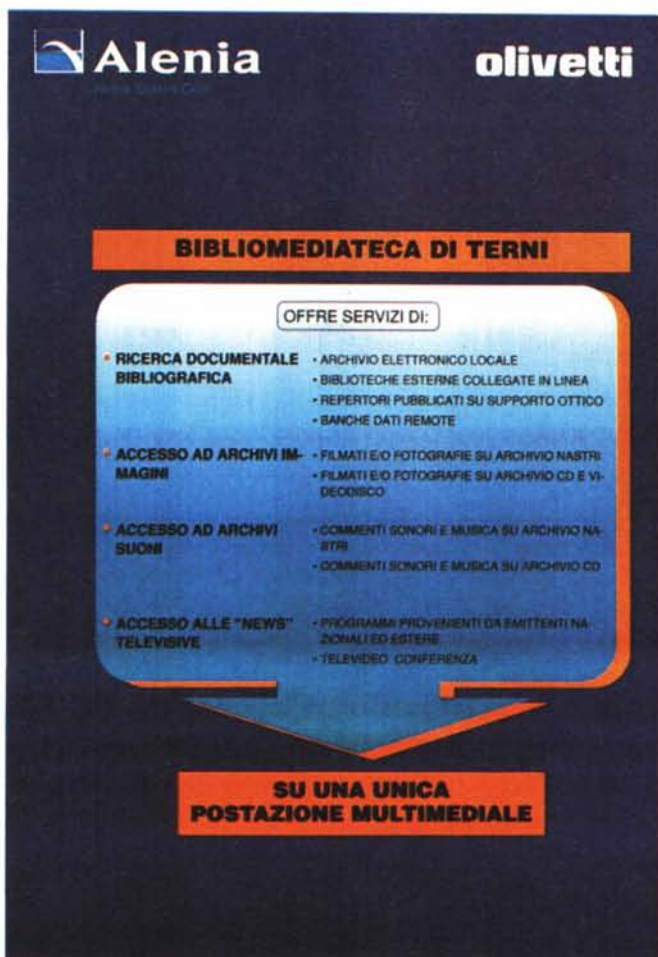 Alenia
olivetti
BIBLIOMEDIATECA DI TERNI
OFFRE SERVIZI DI:
• RICERCA DOCUMENTALE
BIBLIOGRAFICA
• ARCHIVIO ELETTRONICO LOCALE
• BIBLIOTECHE ESTERNE COLLEGATE IN LINEA
• REPERTORI PUBBLICATI SU SUPPORTO OTTICO
• BANCHE DATI REMOTE
• ACCESSO AD ARCHIVI IM-
MAGINI
• FILMATI E/O FOTOGRAFIE SU ARCHIVIO NASTRI
• FILMATI E/O FOTOGRAFIE SU ARCHIVIO CD E VI-
DEODISCO
• ACCESSO AD ARCHIVI
SUONI
• COMMENTI SONORI E MUSICA SU ARCHIVIO NA-
STRI
• COMMENTI SONORI E MUSICA SU ARCHIVIO CD
• ACCESSO ALLE "NEWS"
TELEVISIVE
• PROGRAMMI PROVENIENTI DA EMITTENTI NA-
ZIONALI ED ESTERE
• TELEVIDEO CONFERENZA
SU UNA UNICA
POSTAZIONE MULTIMEDIALE